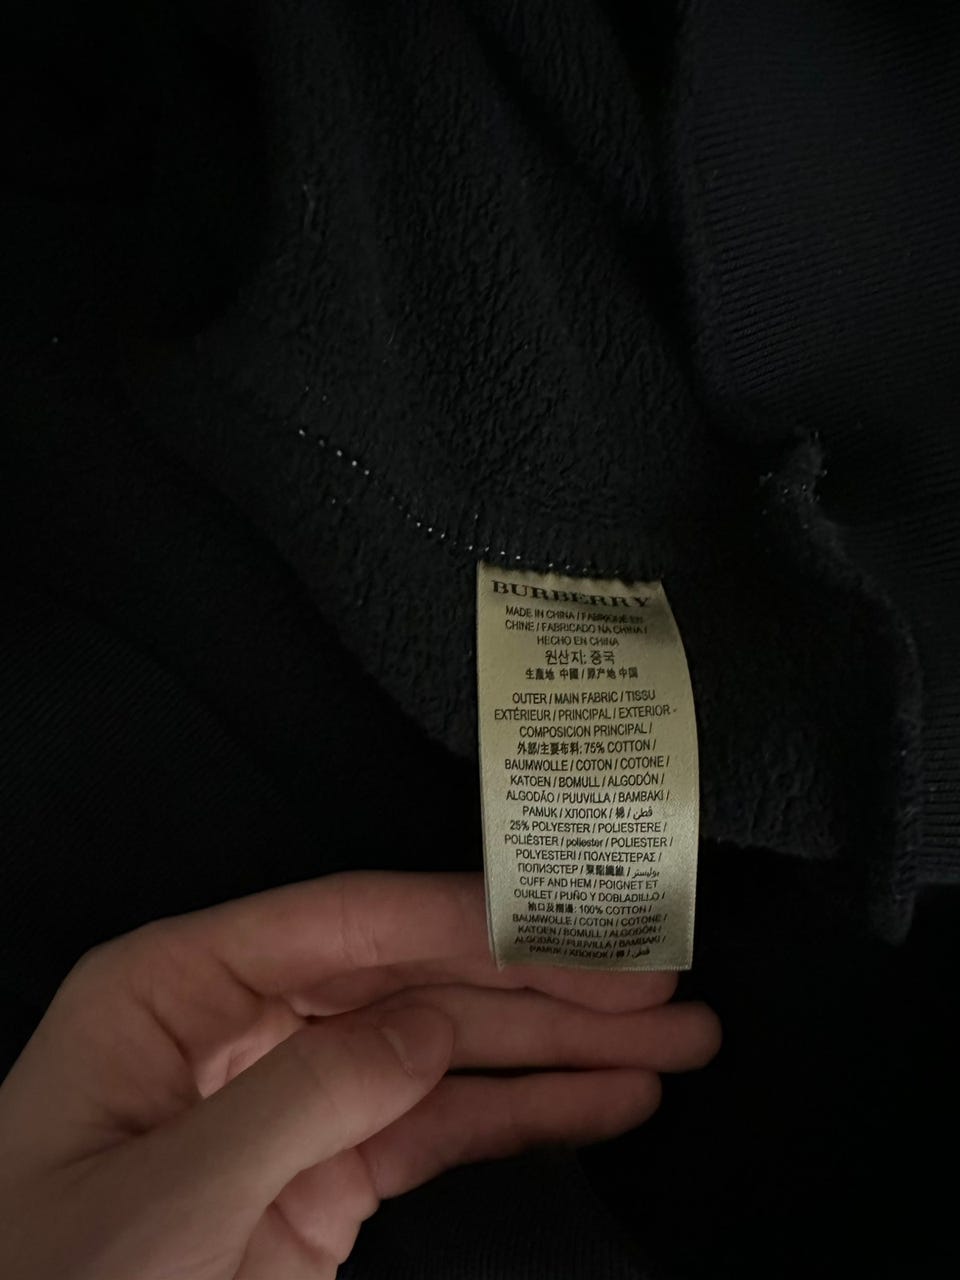 BURBERRY
MADE IN CHINA / FABRIQUÉ EN
CHINE / FABRICADO NA CHINA /
HECHO EN CHINA
원산지: 중국
生產地 中國 / 原产地 中国
OUTER / MAIN FABRIC / TISSU
EXTÉRIEUR / PRINCIPAL / EXTERIOR -
COMPOSICION PRINCIPAL /
外部/主要布料: 75% COTTON /
BAUMWOLLE / COTON / COTONE /
KATOEN / BOMULL / ALGODÓN /
ALGODÃO / PUUVILLA / BAMBAKI /
PAMUK / ХЛОПОК / 棉 / قطن
25% POLYESTER / POLIESTERE /
POLIÉSTER / poliester / POLIESTER /
POLYESTERI / ΠΟΛΥΕΣΤΕΡΑΣ /
ПОЛИЭСТЕР / 聚酯纖維 / بوليستر
CUFF AND HEM / POIGNET ET
OURLET / PUÑO Y DOBLADILLO /
袖口及褶邊: 100% COTTON /
BAUMWOLLE / COTON / COTONE /
KATOEN / BOMULL / ALGODÓN /
ALGODÃO / PUUVILLA / BAMBAKI /
PAMUK / ХЛОПОК / 棉 / قطن